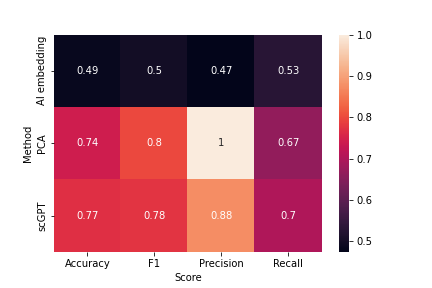 AI embedding 0.49 0.5 0.47 0.53
PCA 0.74 0.8 1 0.67
scGPT 0.77 0.78 0.88 0.7
Method
Accuracy F1 Precision Recall
Score
1.0
0.9
0.8
0.7
0.6
0.5